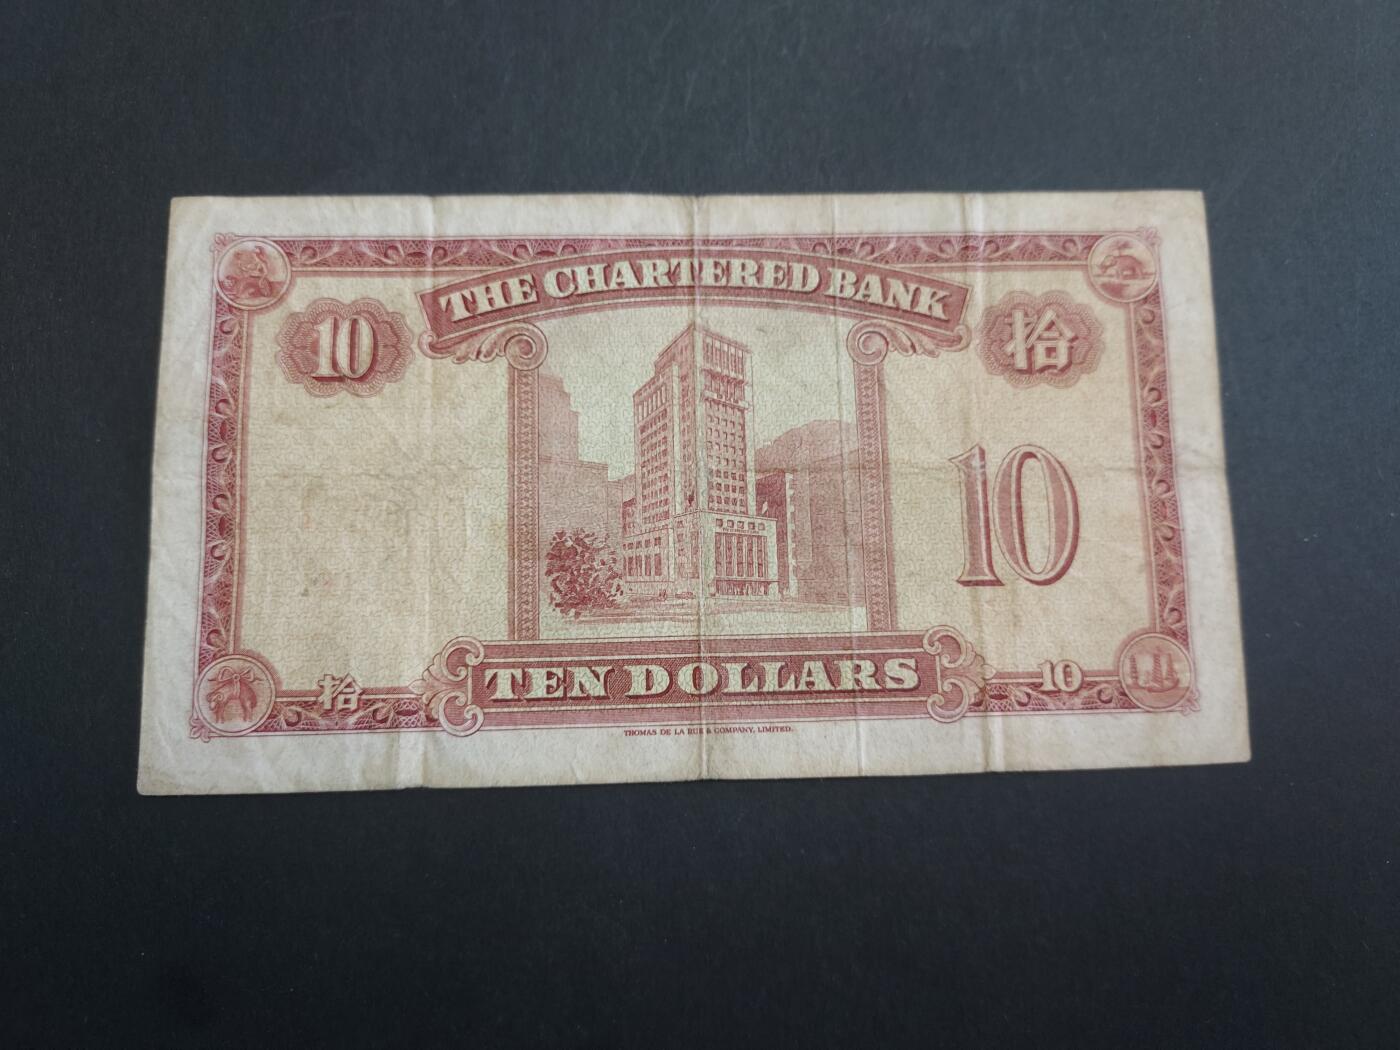 THE CHARTERED BANK
10
拾
10
拾
TEN DOLLARS
10
THOMAS DE LA RUE & COMPANY, LIMITED.